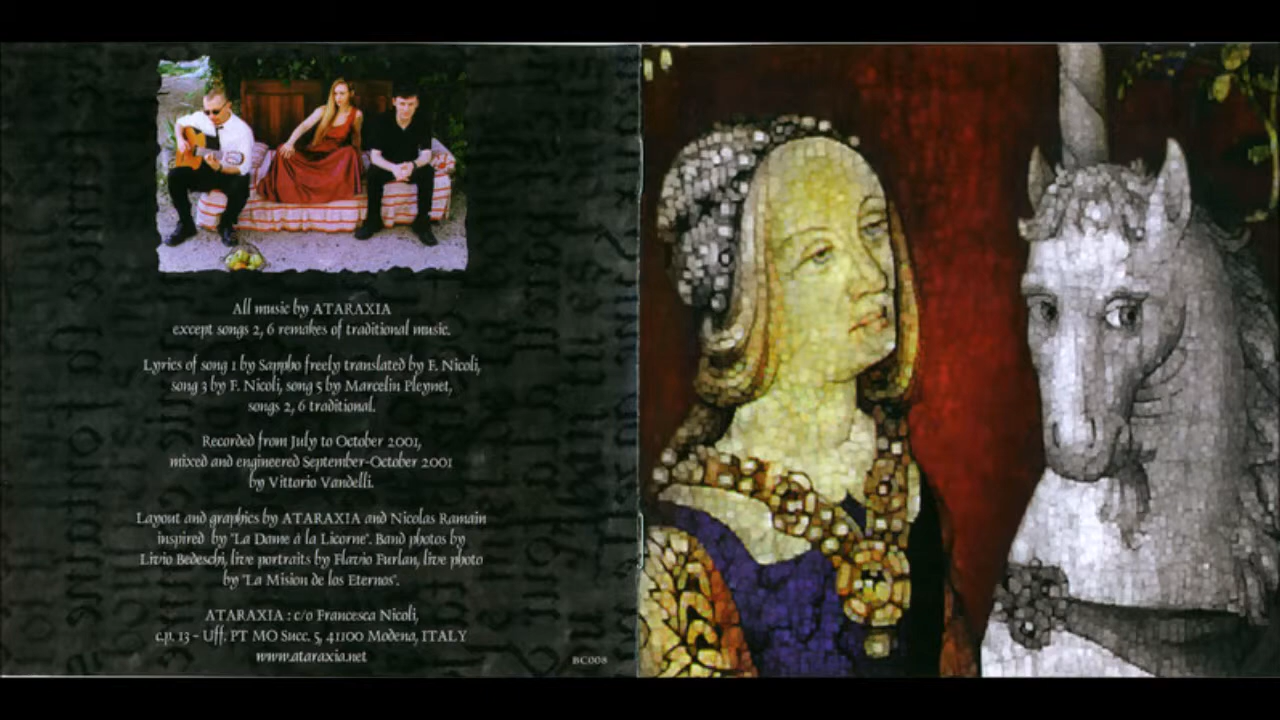 All music by ATARAXIA
except songs 2, 6 remakes of traditional music.
Lyrics of song 1 by Sappho freely translated by F. Nicoli,
song 3 by F. Nicoli, song 5 by Marcelin Pleynet,
songs 2, 6 traditional.
Recorded from July to October 2001,
mixed and engineered September-October 2001
by Vittorio Vandelli.
Layout and graphics by ATARAXIA and Nicolas Ramain
inspired by "La Dame à la Licorne". Band photos by
Livio Bedeschi, live portraits by Flavio Furlan, live photo
by "La Mision de los Eternos".
ATARAXIA : c/o Francesca Nicoli,
c.p. 13 - Uff. PT MO Succ. 5, 41100 Modena, ITALY
www.ataraxia.net
BC008